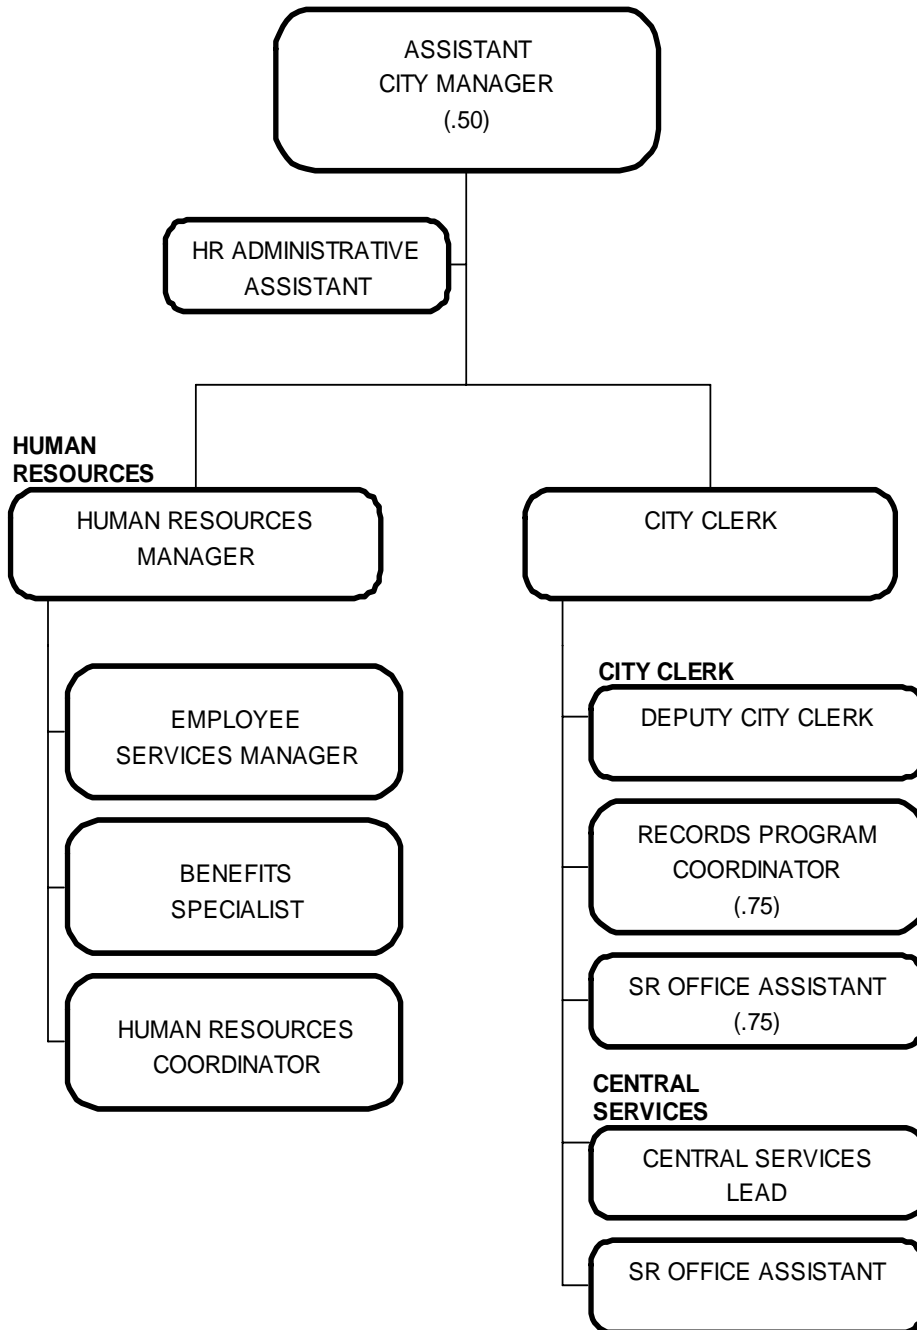 ASSISTANT
CITY MANAGER
(.50)
HR ADMINISTRATIVE
ASSISTANT
HUMAN
RESOURCES
HUMAN RESOURCES
MANAGER
EMPLOYEE
SERVICES MANAGER
BENEFITS
SPECIALIST
HUMAN RESOURCES
COORDINATOR
CITY CLERK
CITY CLERK
DEPUTY CITY CLERK
RECORDS PROGRAM
COORDINATOR
(.75)
SR OFFICE ASSISTANT
(.75)
CENTRAL
SERVICES
CENTRAL SERVICES
LEAD
SR OFFICE ASSISTANT